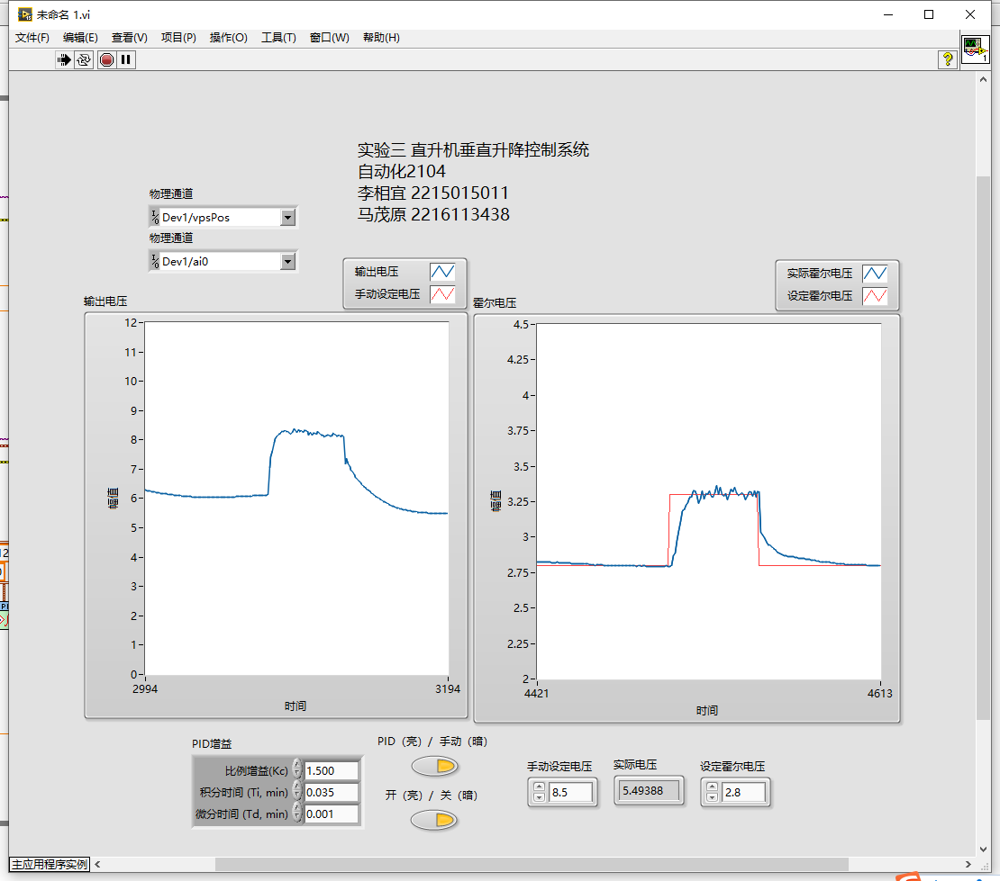 未命名 1.vi
文件(F) 编辑(E) 查看(V) 项目(P) 操作(O) 工具(T) 窗口(W) 帮助(H)
?
1
实验三 直升机垂直升降控制系统
自动化2104
李相宜 2215015011
马茂原 2216113438
物理通道
Dev1/vpsPos
物理通道
Dev1/ai0
输出电压
手动设定电压
实际霍尔电压
设定霍尔电压
输出电压
12
11
10
9
8
7
6
5
4
3
2
1
0
幅值
2994 3194
时间
霍尔电压
4.5
4.25
4
3.75
3.5
3.25
3
2.75
2.5
2.25
2
幅值
4421 4613
时间
PID增益
比例增益(Kc) 1.500
积分时间 (Ti, min) 0.035
微分时间 (Td, min) 0.001
PID（亮）/ 手动（暗）
开（亮）/ 关（暗）
手动设定电压
8.5
实际电压
5.49388
设定霍尔电压
2.8
主应用程序实例